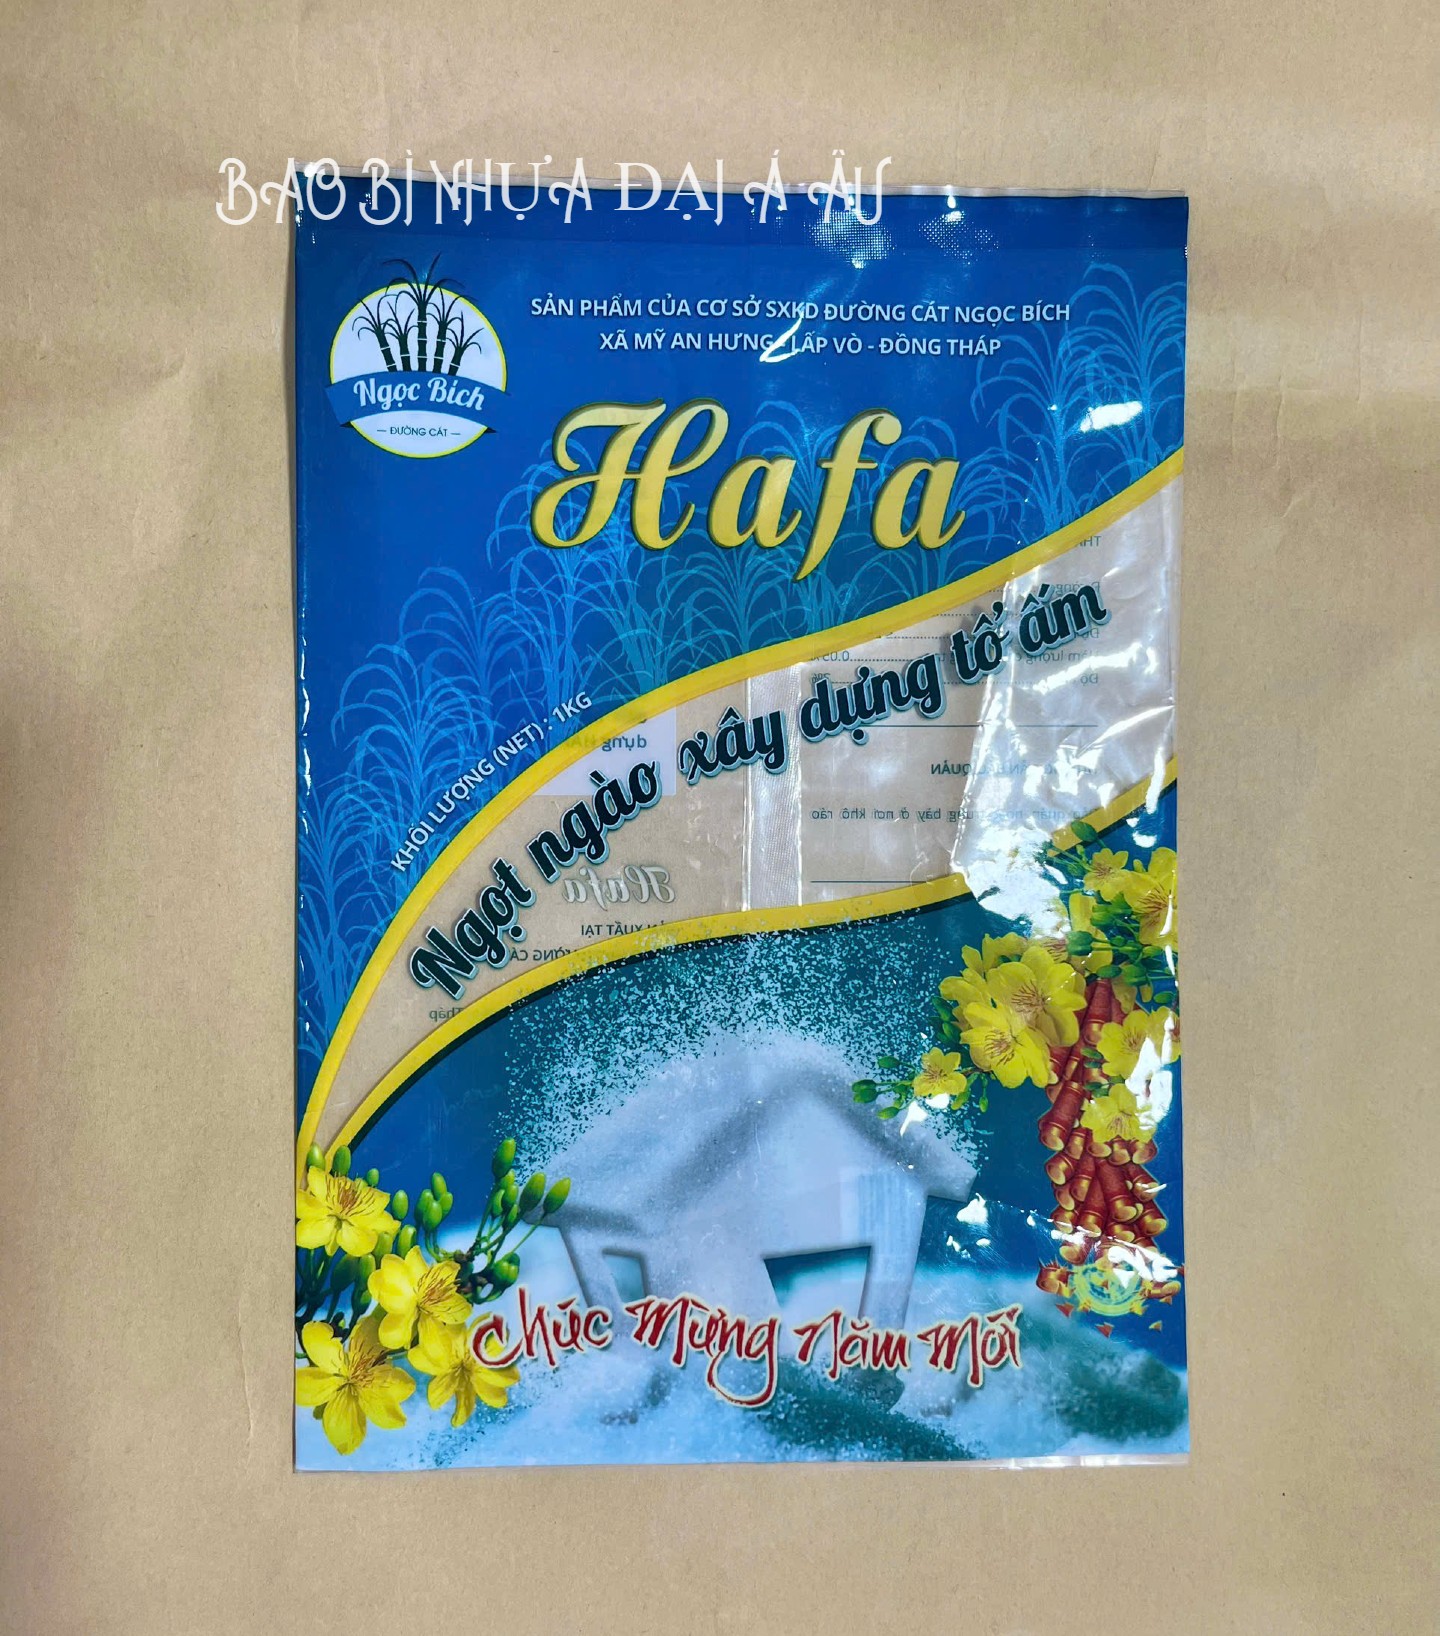 BAO BÌ NHỰA ĐẠI Á ÂU
SẢN PHẨM CỦA CƠ SỞ SXKD ĐƯỜNG CÁT NGỌC BÍCH
XÃ MỸ AN HƯNG - LẤP VÒ - ĐỒNG THÁP
Ngọc Bích
— ĐƯỜNG CÁT —
Hafa
KHỐI LƯỢNG (NET) : 1KG
Ngọt ngào xây dựng tổ ấm
Hafa
Chúc Mừng Năm Mới